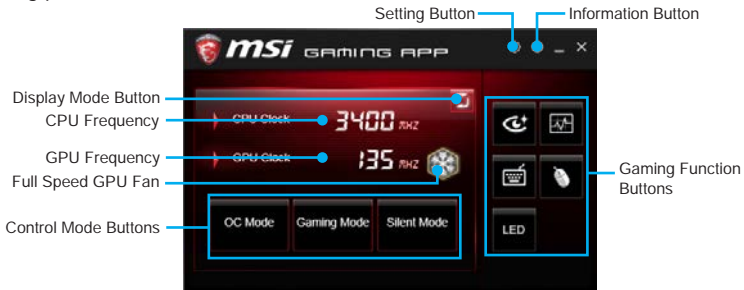 Setting Button
Information Button
msi GAMING APP
Display Mode Button
CPU Frequency
CPU Clock
3400 MHZ
GPU Frequency
GPU Clock
135 MHZ
Full Speed GPU Fan
Gaming Function
Buttons
Control Mode Buttons
OC Mode
Gaming Mode
Silent Mode
LED